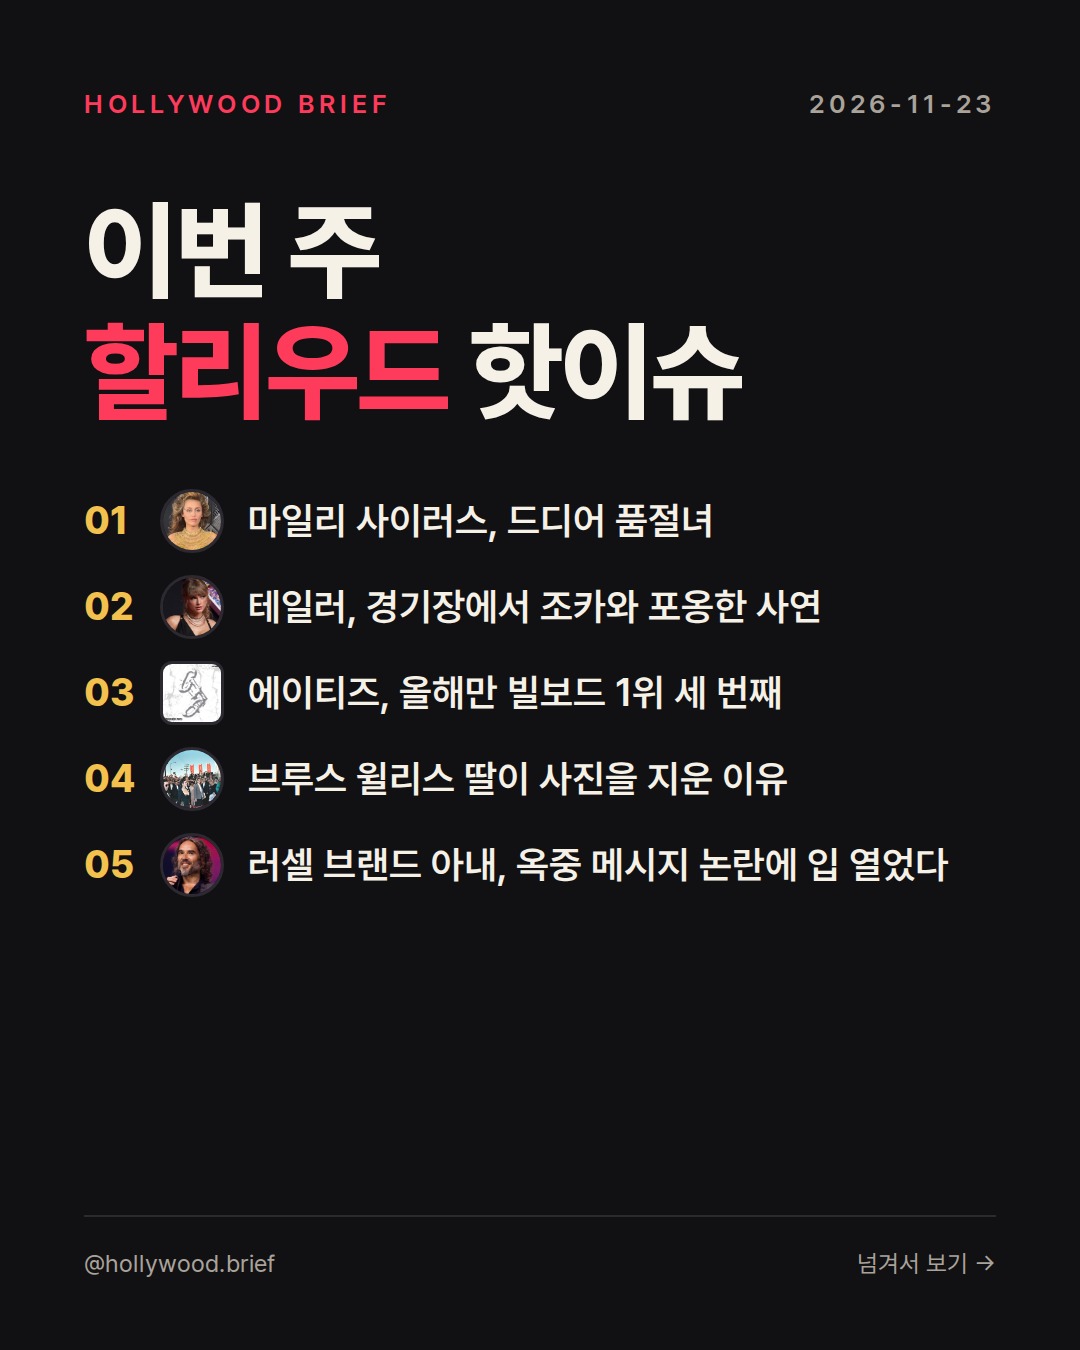 HOLLYWOOD BRIEF
2026-11-23
이번 주
할리우드 핫이슈
01 마일리 사이러스, 드디어 품절녀
02 테일러, 경기장에서 조카와 포옹한 사연
03 에이티즈, 올해만 빌보드 1위 세 번째
04 브루스 윌리스 딸이 사진을 지운 이유
05 러셀 브랜드 아내, 옥중 메시지 논란에 입 열었다
@hollywood.brief
넘겨서 보기 →